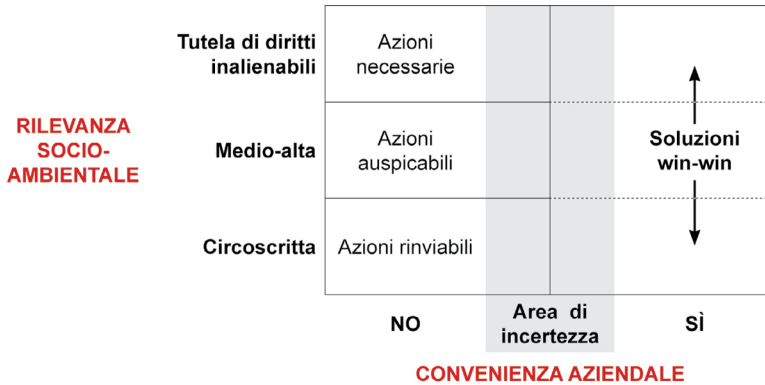 Tutela di diritti
inalienabili
Azioni
necessarie
RILEVANZA
SOCIO-
AMBIENTALE
Medio-alta
Azioni
auspicabili
Soluzioni
win-win
Circoscritta
Azioni rinviabili
NO
Area di
incertezza
SÌ
CONVENIENZA AZIENDALE